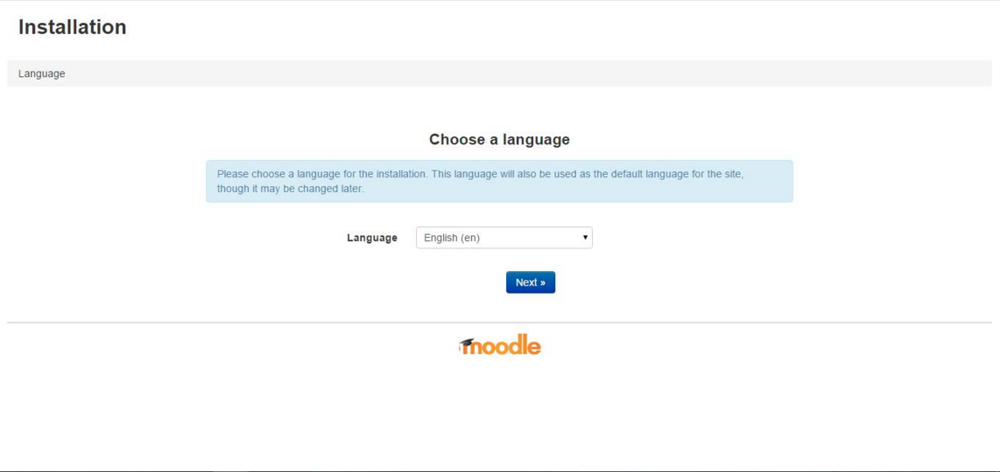 Installation
Language
Choose a language
Please choose a language for the installation. This language will also be used as the default language for the site,
though it may be changed later.
Language English (en)
Next »
moodle